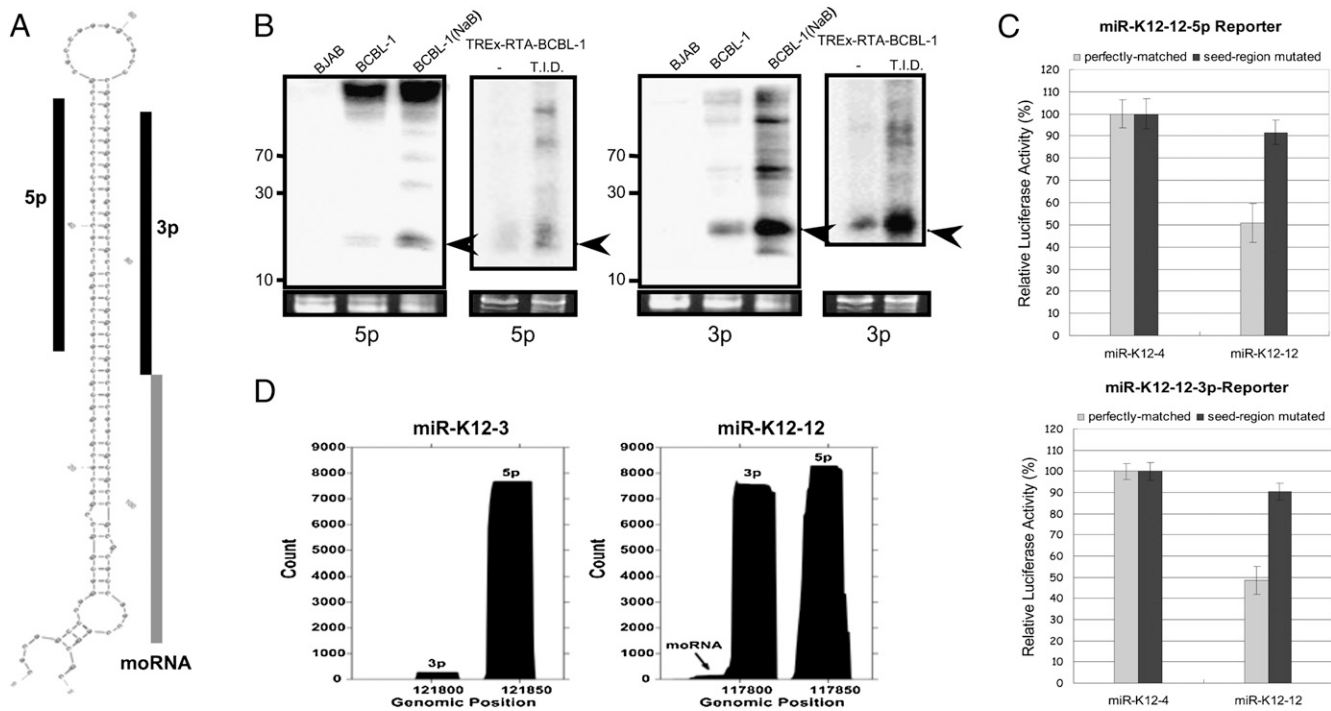 A
5p
3p
moRNA
B
BJAB
BCBL-1
BCBL-1(NaB)
TREx-RTA-BCBL-1
-
T.I.D.
70
30
10
5p
5p
BJAB
BCBL-1
BCBL-1(NaB)
TREx-RTA-BCBL-1
-
T.I.D.
70
30
10
3p
3p
C
miR-K12-12-5p Reporter
perfectly-matched
seed-region mutated
Relative Luciferase Activity (%)
120
110
100
90
80
70
60
50
40
30
20
10
0
miR-K12-4
miR-K12-12
miR-K12-12-3p-Reporter
perfectly-matched
seed-region mutated
Relative Luciferase Activity (%)
120
110
100
90
80
70
60
50
40
30
20
10
0
miR-K12-4
miR-K12-12
D
miR-K12-3
Count
9000
8000
7000
6000
5000
4000
3000
2000
1000
0
3p
5p
121800
121850
Genomic Position
miR-K12-12
Count
9000
8000
7000
6000
5000
4000
3000
2000
1000
0
moRNA
3p
5p
117800
117850
Genomic Position